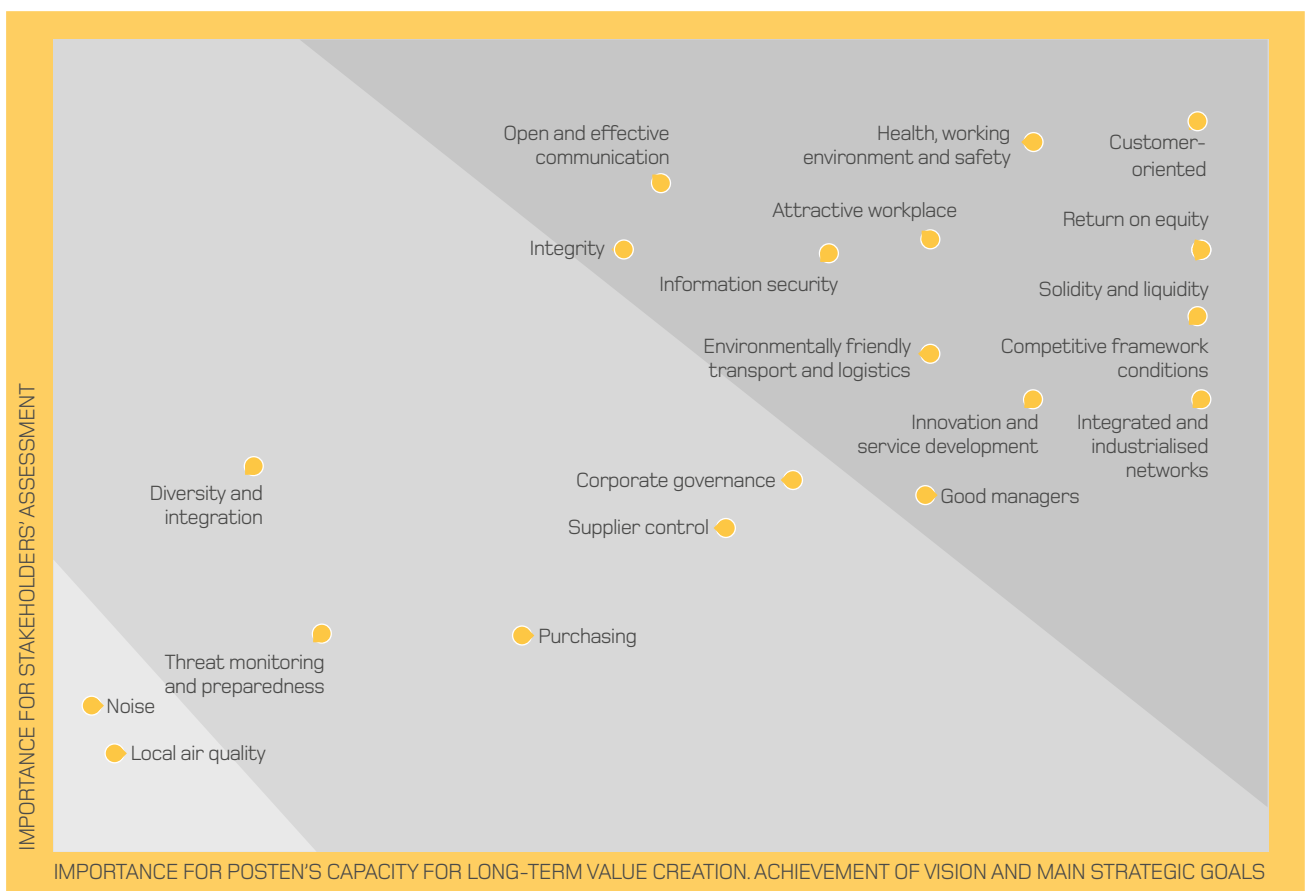 Open and effective
communication
Health, working
environment and safety
Customer-
oriented
Attractive workplace
Return on equity
Integrity
Information security
Solidity and liquidity
Environmentally friendly
transport and logistics
Competitive framework
conditions
Innovation and
service development
Integrated and
industrialised
networks
Diversity and
integration
Corporate governance
Good managers
Supplier control
Purchasing
Threat monitoring
and preparedness
Noise
Local air quality
IMPORTANCE FOR STAKEHOLDERS' ASSESSMENT
IMPORTANCE FOR POSTEN'S CAPACITY FOR LONG-TERM VALUE CREATION. ACHIEVEMENT OF VISION AND MAIN STRATEGIC GOALS